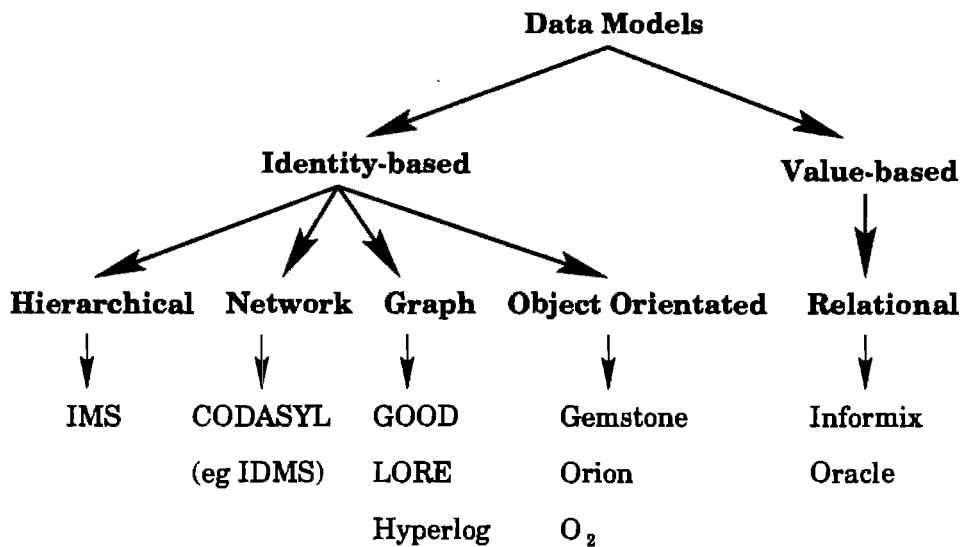 Data Models
Identity-based
Value-based
Hierarchical
Network
Graph
Object Orientated
Relational
IMS
CODASYL
(eg IDMS)
GOOD
LORE
Hyperlog
Gemstone
Orion
O₂
Informix
Oracle